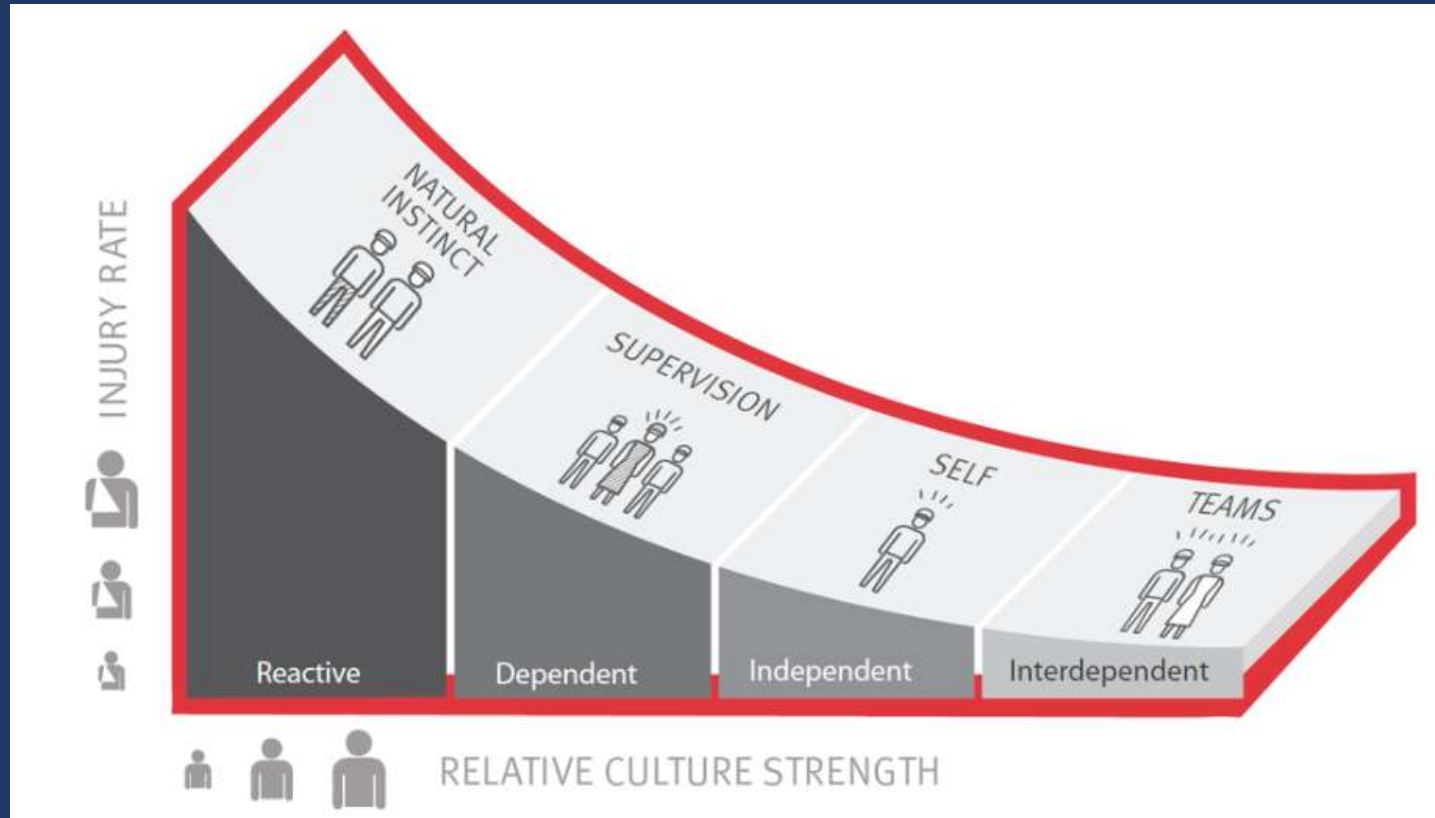 NATURAL
INSTINCT
SUPERVISION
SELF
TEAMS
INJURY RATE
Reactive
Dependent
Independent
Interdependent
RELATIVE CULTURE STRENGTH